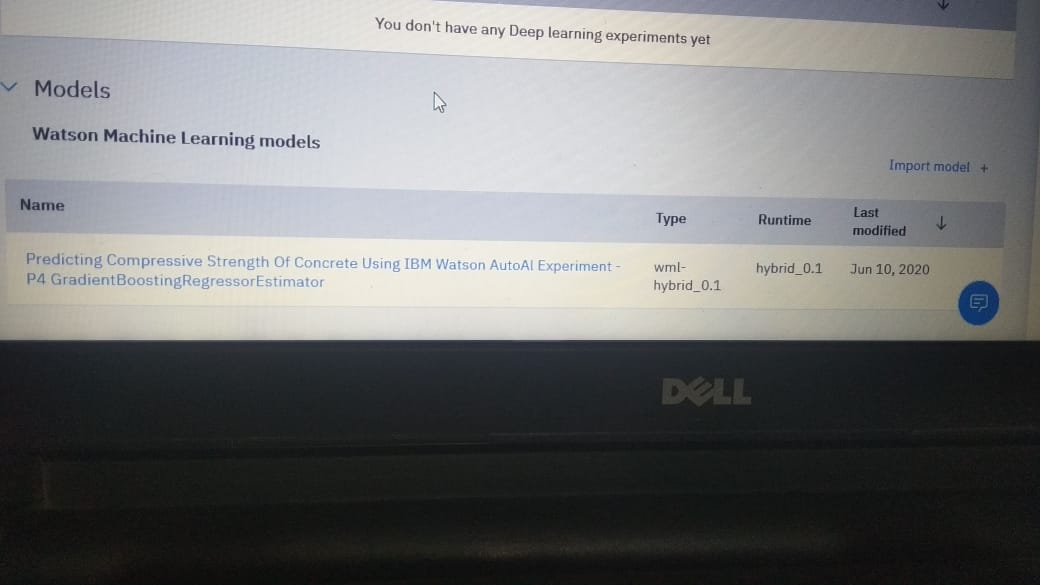 You don't have any Deep learning experiments yet
Models
Watson Machine Learning models
Import model +
Name
Type
Runtime
Last
modified
Predicting Compressive Strength Of Concrete Using IBM Watson AutoAI Experiment -
P4 GradientBoostingRegressorEstimator
wml-
hybrid_0.1
hybrid_0.1
Jun 10, 2020
DELL